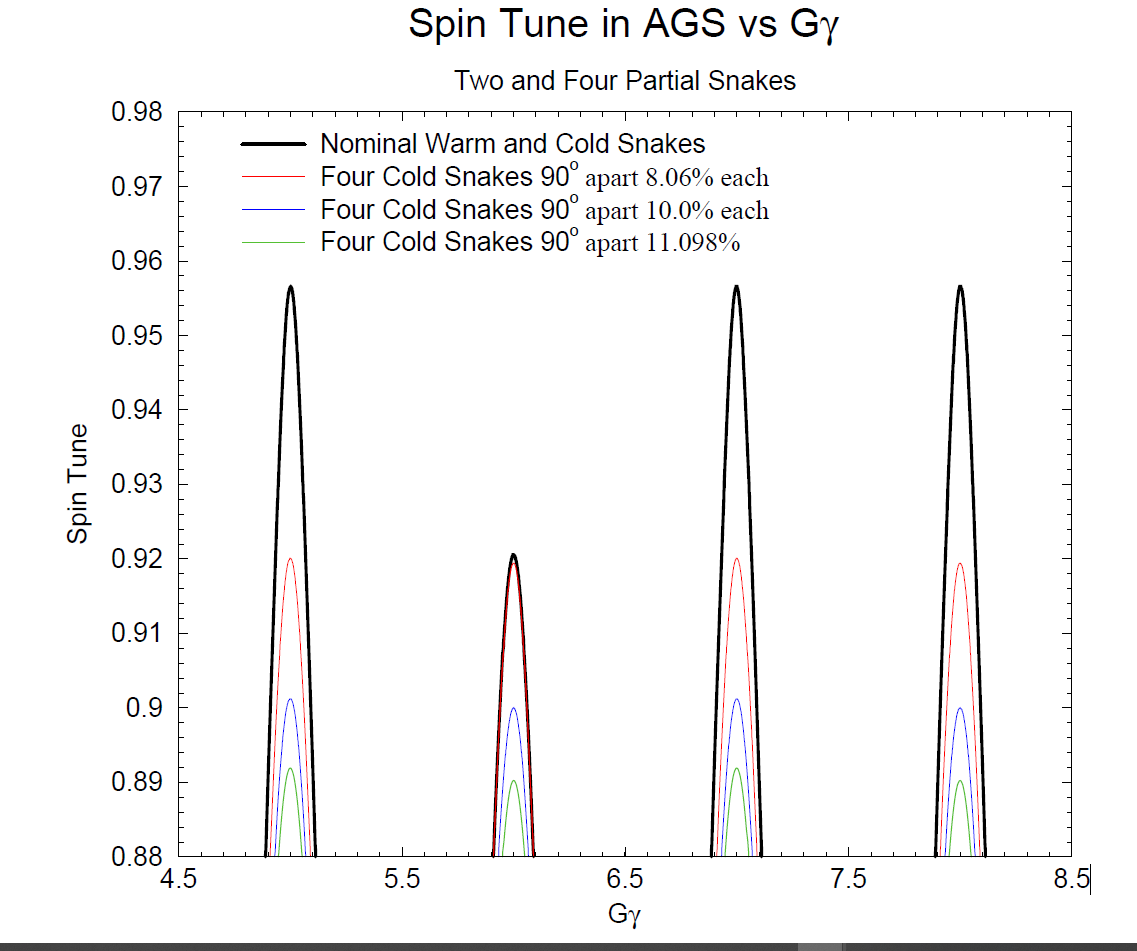 Spin Tune in AGS vs Gγ
Two and Four Partial Snakes
Nominal Warm and Cold Snakes
Four Cold Snakes 90° apart 8.06% each
Four Cold Snakes 90° apart 10.0% each
Four Cold Snakes 90° apart 11.098%
0.98
0.97
0.96
0.95
0.94
0.93
0.92
0.91
0.9
0.89
0.88
Spin Tune
4.5 5.5 6.5 7.5 8.5
Gγ